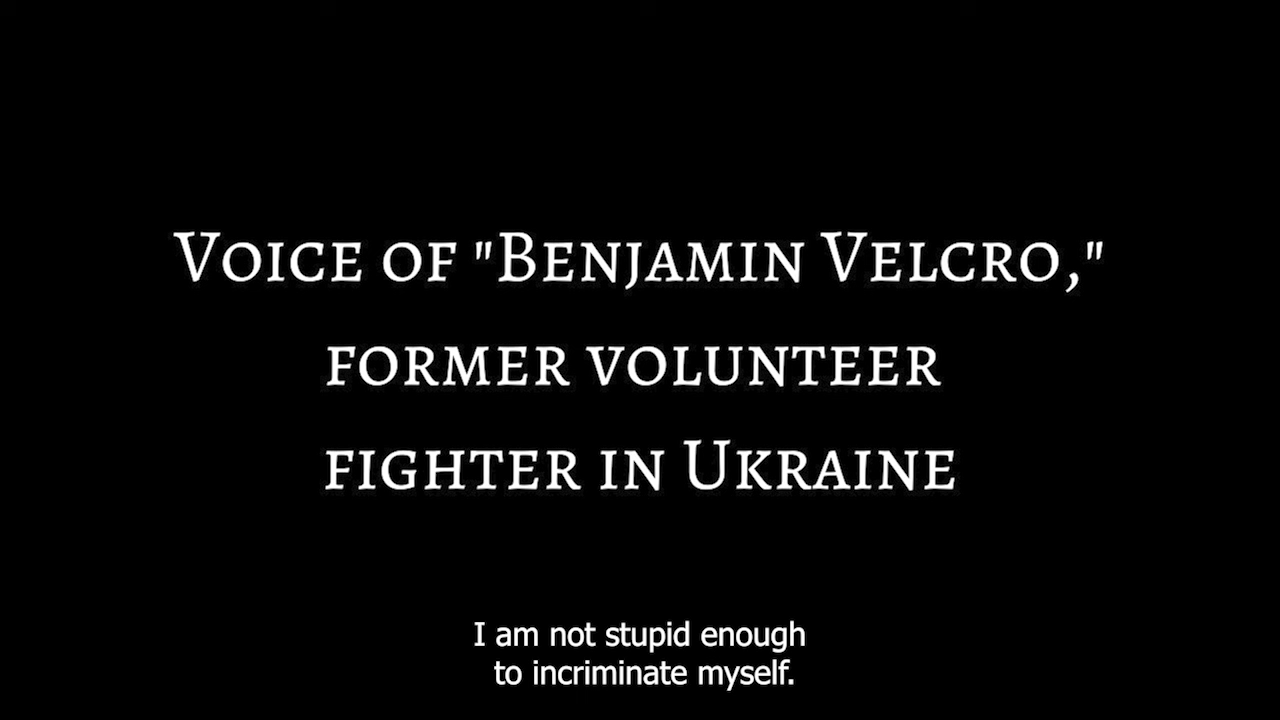 Voice of "Benjamin Velcro,"
former volunteer
fighter in Ukraine
I am not stupid enough
to incriminate myself.